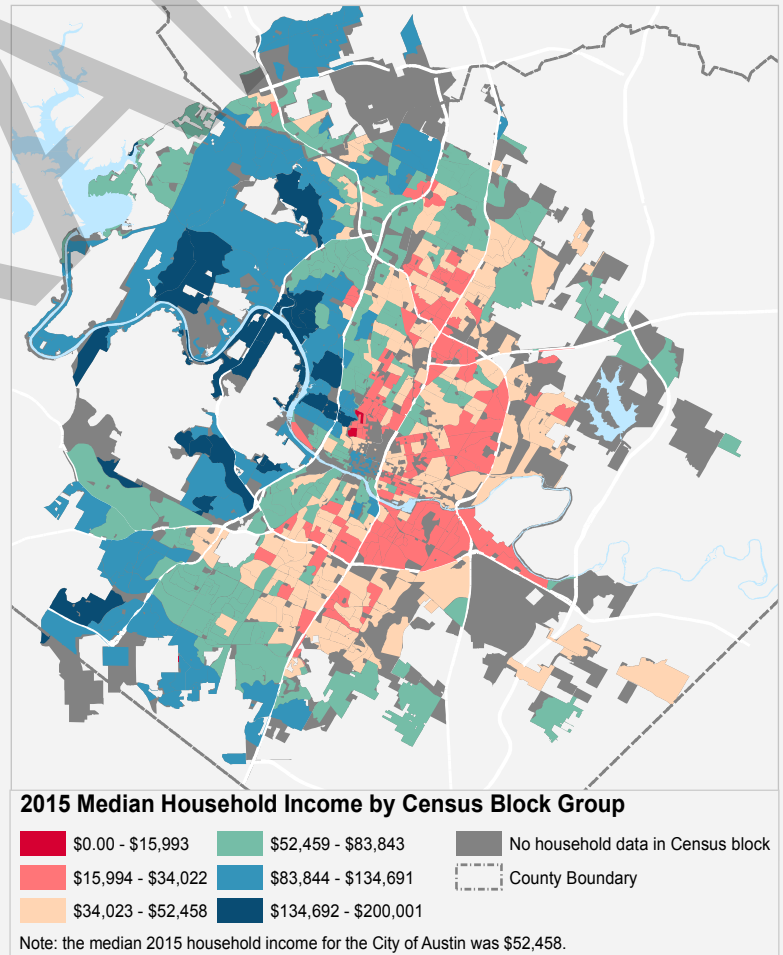 2015 Median Household Income by Census Block Group
$0.00 - $15,993
$15,994 - $34,022
$34,023 - $52,458
$52,459 - $83,843
$83,844 - $134,691
$134,692 - $200,001
No household data in Census block
County Boundary
Note: the median 2015 household income for the City of Austin was $52,458.